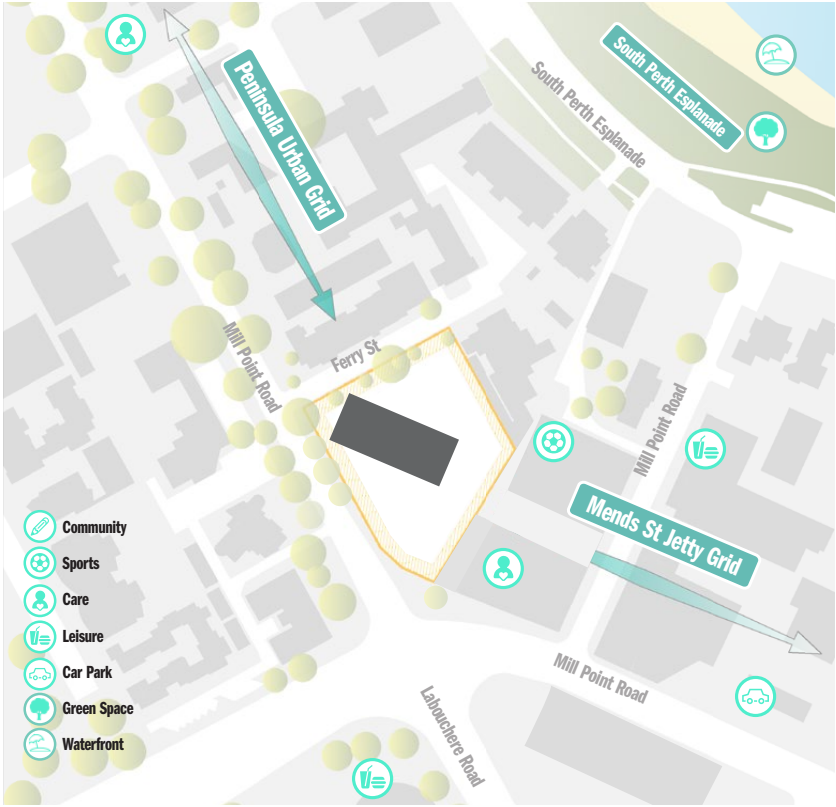 Peninsula Urban Grid
South Perth Esplanade
South Perth Esplanade
Ferry St
Mill Point Road
Mill Point Road
Mends St Jetty Grid
Community
Sports
Care
Leisure
Car Park
Green Space
Waterfront
Mill Point Road
Labouchere Road